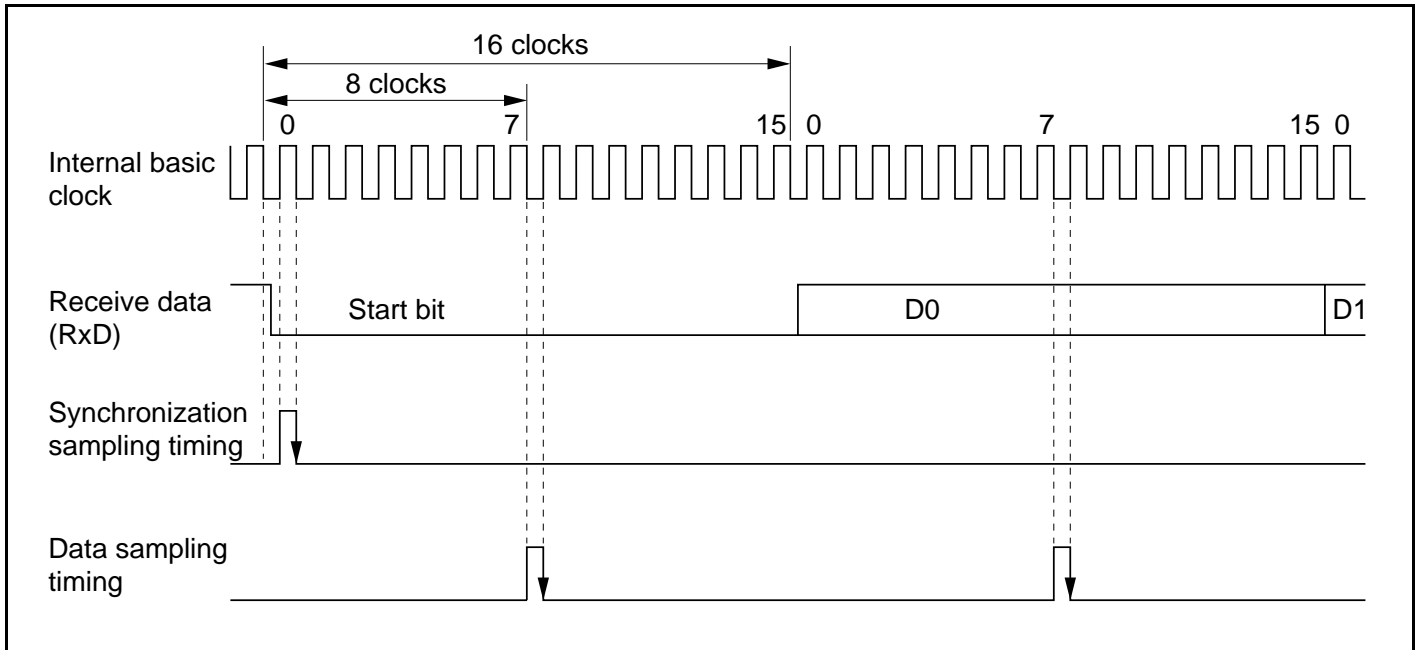 16 clocks
8 clocks
0 7 15 0 7 15 0
Internal basic
clock
Receive data
(RxD)
Start bit D0 D1
Synchronization
sampling timing
Data sampling
timing